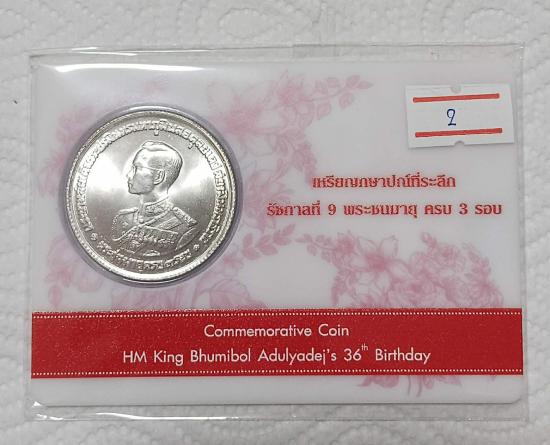 2
เหรียญกษาปณ์ที่ระลึก
รัชกาลที่ 9 พระชนมายุ ครบ 3 รอบ
Commemorative Coin
HM King Bhumibol Adulyadej's 36th Birthday